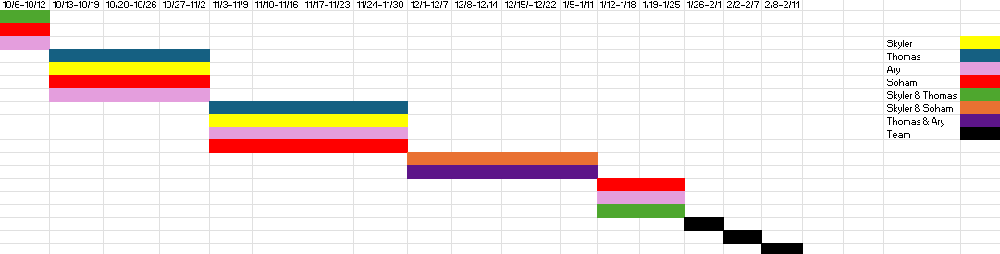 10/6-10/12 10/13-10/19 10/20-10/26 10/27-11/2 11/3-11/9 11/10-11/16 11/17-11/23 11/24-11/30 12/1-12/7 12/8-12/14 12/15/-12/22 1/5-1/11 1/12-1/18 1/19-1/25 1/26-2/1 2/2-2/7 2/8-2/14
Skyler
Thomas
Ary
Soham
Skyler & Thomas
Skyler & Soham
Thomas & Ary
Team